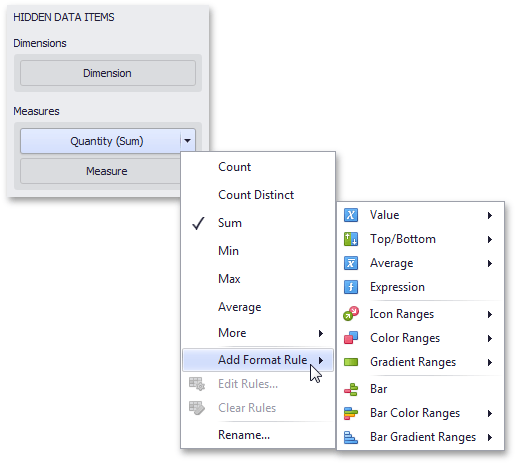 HIDDEN DATA ITEMS
Dimensions
Dimension
Measures
Quantity (Sum)
Measure
Count
Count Distinct
Sum
Min
Max
Average
More
Add Format Rule
Edit Rules...
Clear Rules
Rename...
Value
Top/Bottom
Average
Expression
Icon Ranges
Color Ranges
Gradient Ranges
Bar
Bar Color Ranges
Bar Gradient Ranges